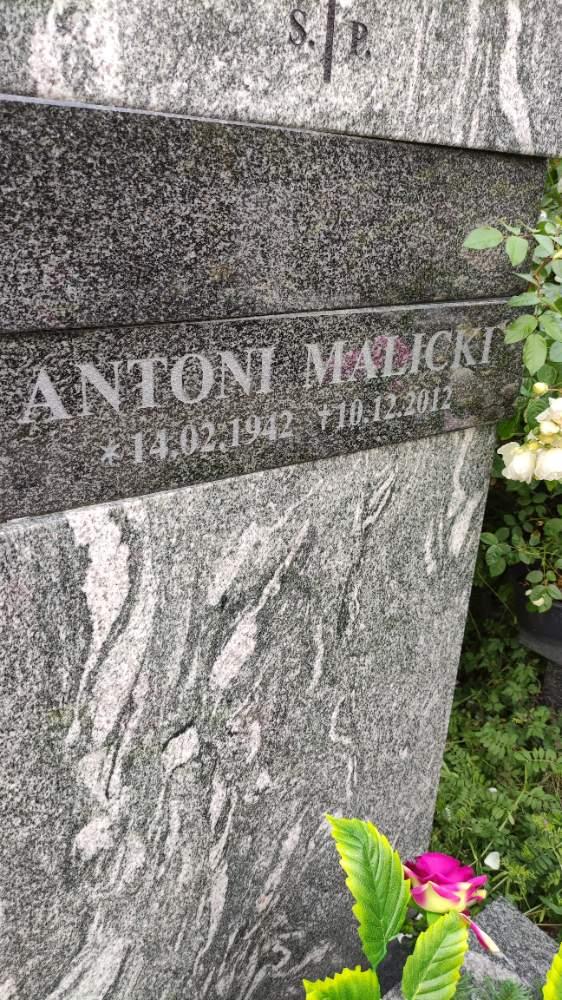 S. P.
ANTONI MALICKI
*14.02.1942 †10.12.2012